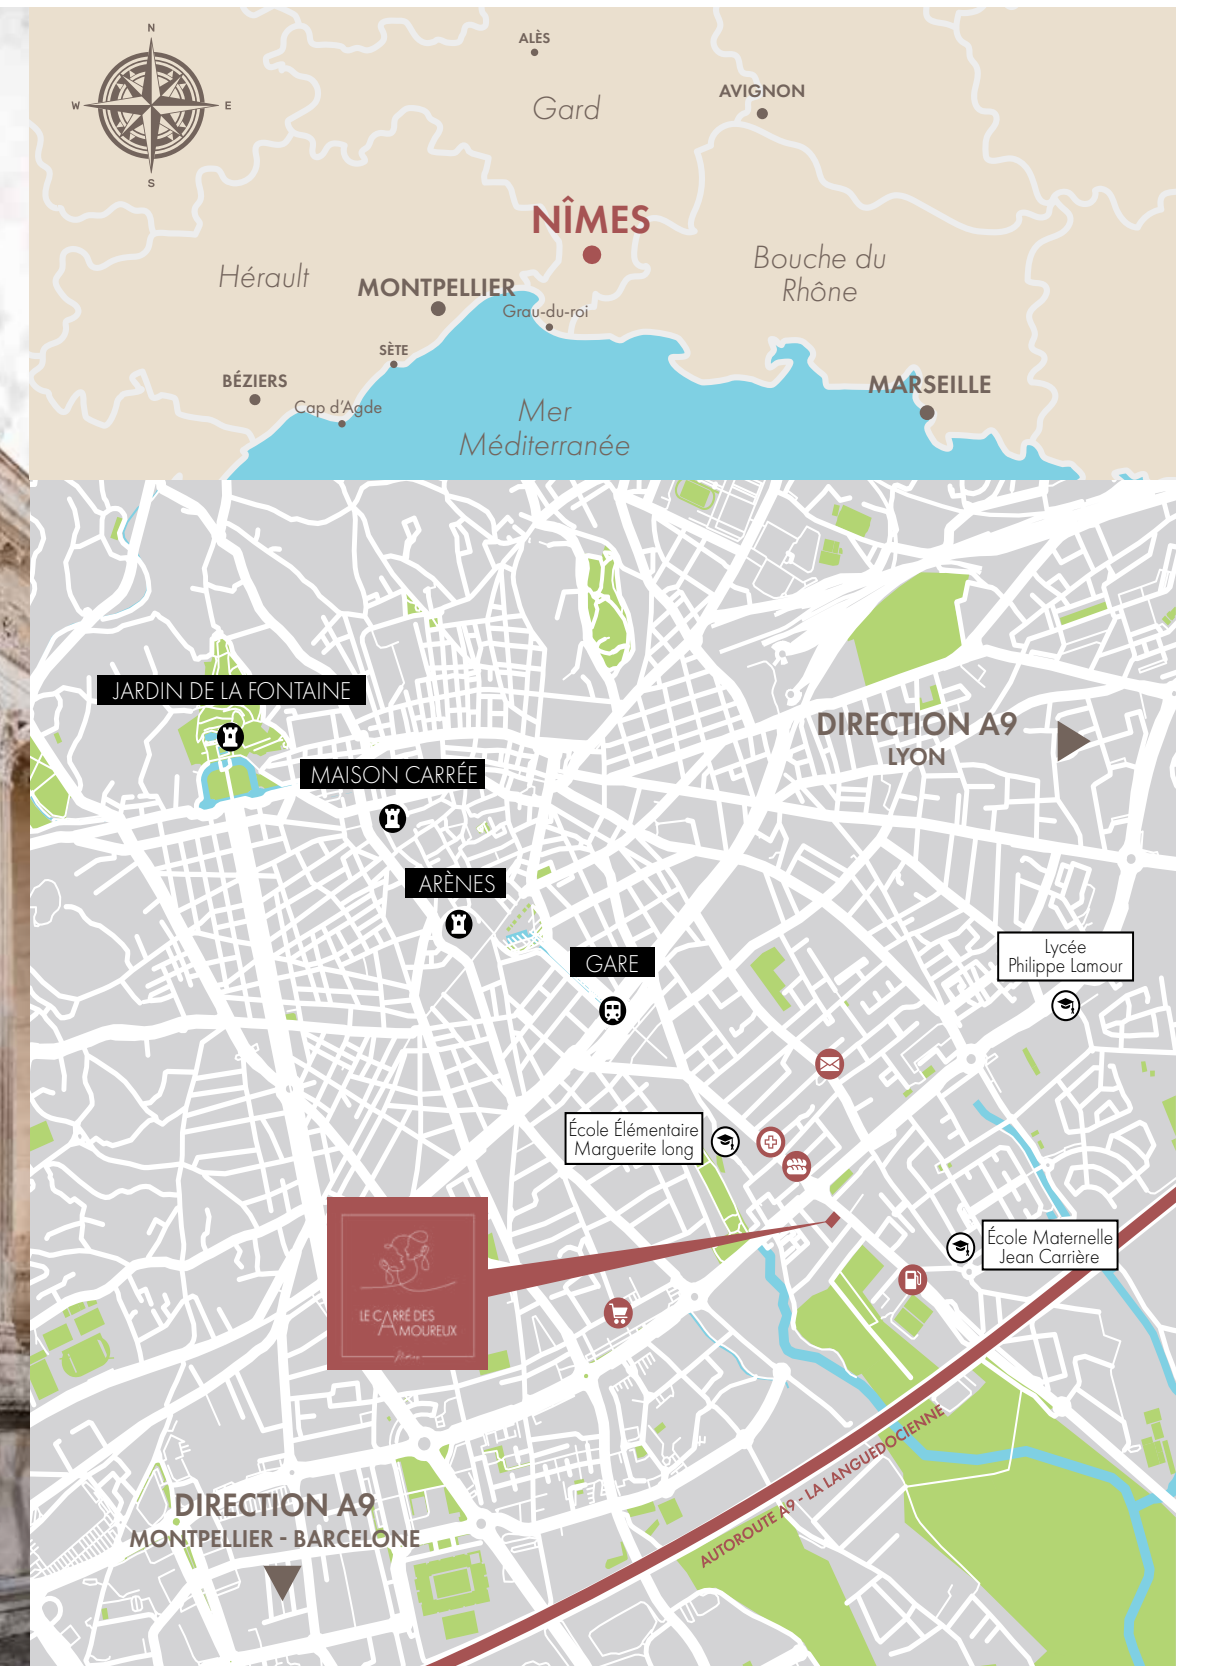 N
W
E
S
ALÈS
AVIGNON
Gard
NÎMES
Bouche du
Rhône
Hérault
MONTPELLIER
Grau-du-roi
SÈTE
BÉZIERS
Cap d'Agde
MARSEILLE
Mer
Méditerranée
JARDIN DE LA FONTAINE
DIRECTION A9
LYON
MAISON CARRÉE
ARÈNES
GARE
Lycée
Philippe Lamour
École Élémentaire
Marguerite long
École Maternelle
Jean Carrière
LE CARRÉ DES
AMOUREUX
AUTOROUTE A9 - LA LANGUEDOCIENNE
DIRECTION A9
MONTPELLIER - BARCELONE